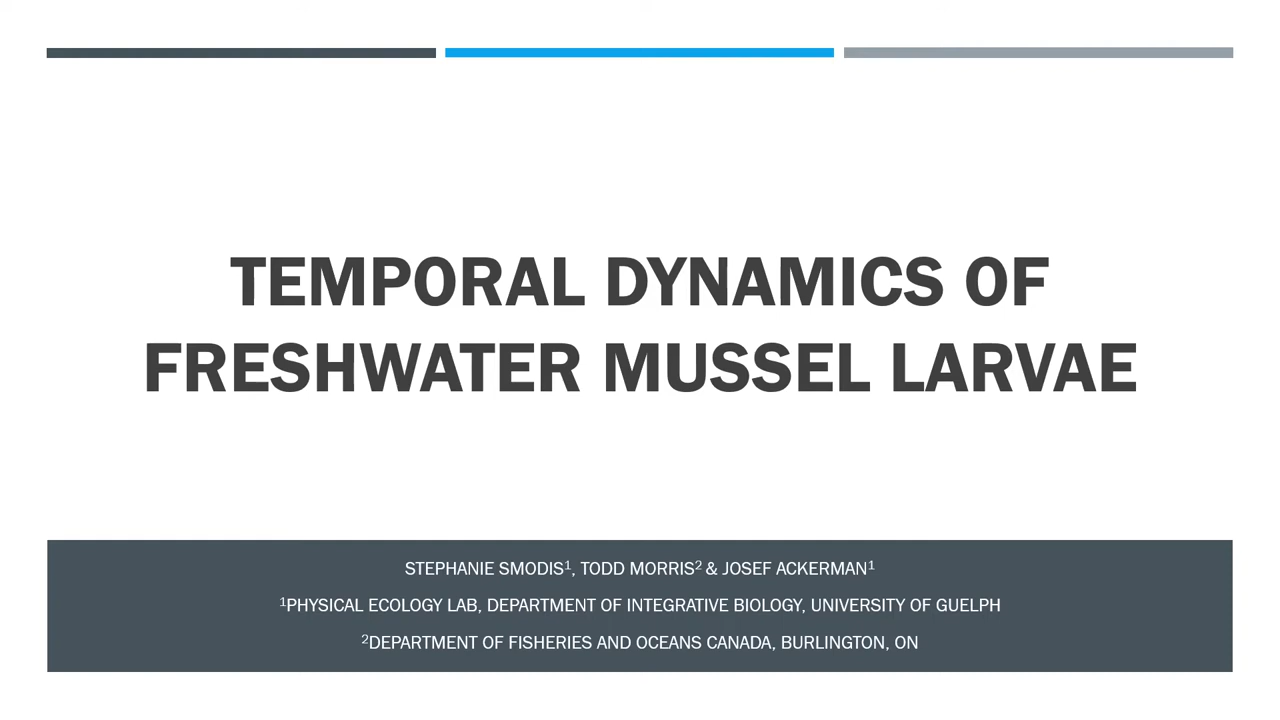 TEMPORAL DYNAMICS OF
FRESHWATER MUSSEL LARVAE
STEPHANIE SMODIS¹, TODD MORRIS² & JOSEF ACKERMAN¹
¹PHYSICAL ECOLOGY LAB, DEPARTMENT OF INTEGRATIVE BIOLOGY, UNIVERSITY OF GUELPH
²DEPARTMENT OF FISHERIES AND OCEANS CANADA, BURLINGTON, ON